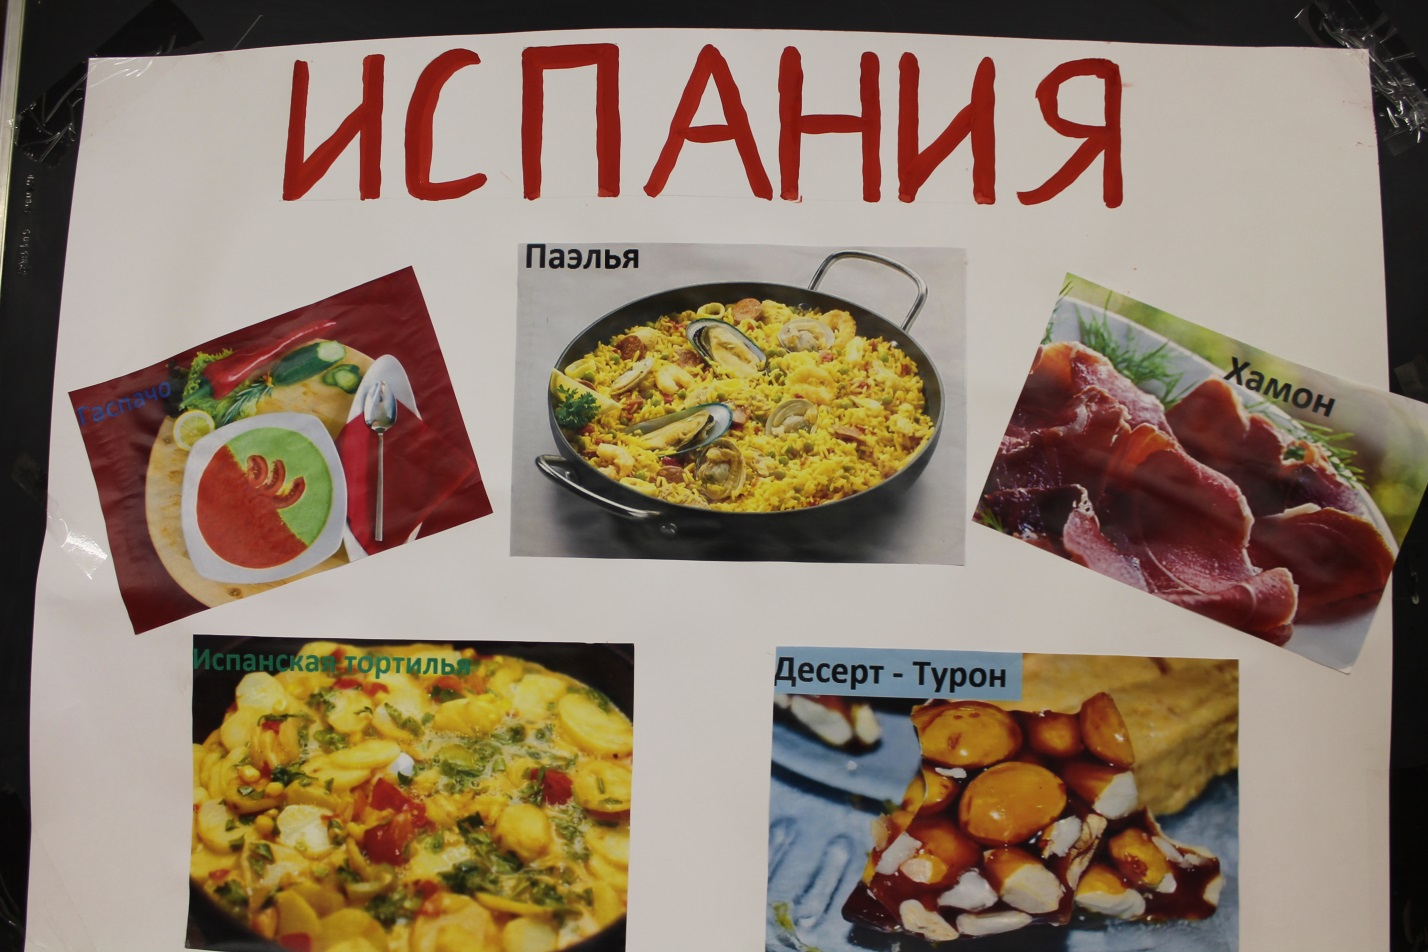 ИСПАНИЯ
Паэлья
Гаспачо
Хамон
Испанская тортилья
Десерт - Турон